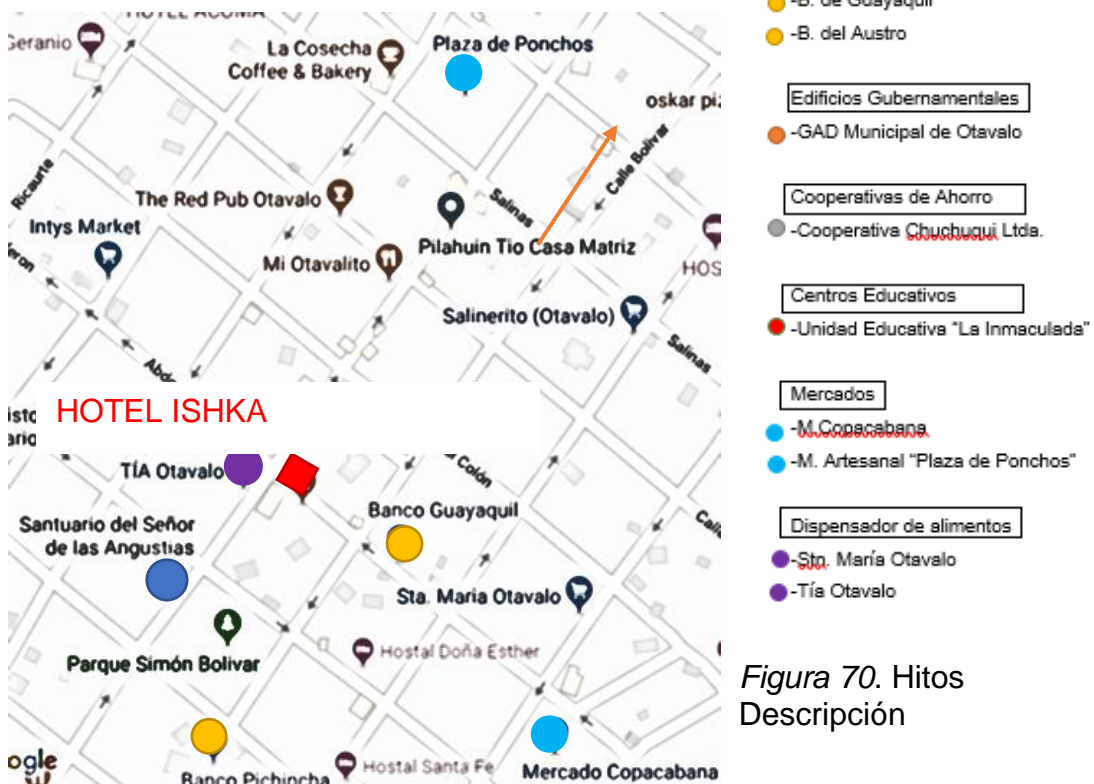 HOTEL ACOMA
Geranio
La Cosecha
Coffee & Bakery
Plaza de Ponchos
oskar
Calle Bolivar
Ricaurte
The Red Pub Otavalo
Salinas
Intys Market
Pilahuin Tio Casa Matriz
Mi Otavalito
Salinerito (Otavalo)
Salinas
HOTEL ISHKA
TÍA Otavalo
Colón
Banco Guayaquil
Santuario del Señor
de las Angustias
Sta. Maria Otavalo
Hostal Doña Esther
Parque Simón Bolivar
Banco Pichincha
Hostal Santa Fe
Mercado Copacabana
-B. de Guayaquil
-B. del Austro
Edificios Gubernamentales
-GAD Municipal de Otavalo
Cooperativas de Ahorro
-Cooperativa Chuchuqui Ltda.
Centros Educativos
-Unidad Educativa "La Inmaculada"
Mercados
-M.Copacabana
-M. Artesanal "Plaza de Ponchos"
Dispensador de alimentos
-Stn. María Otavalo
-Tía Otavalo
Figura 70. Hitos
Descripción